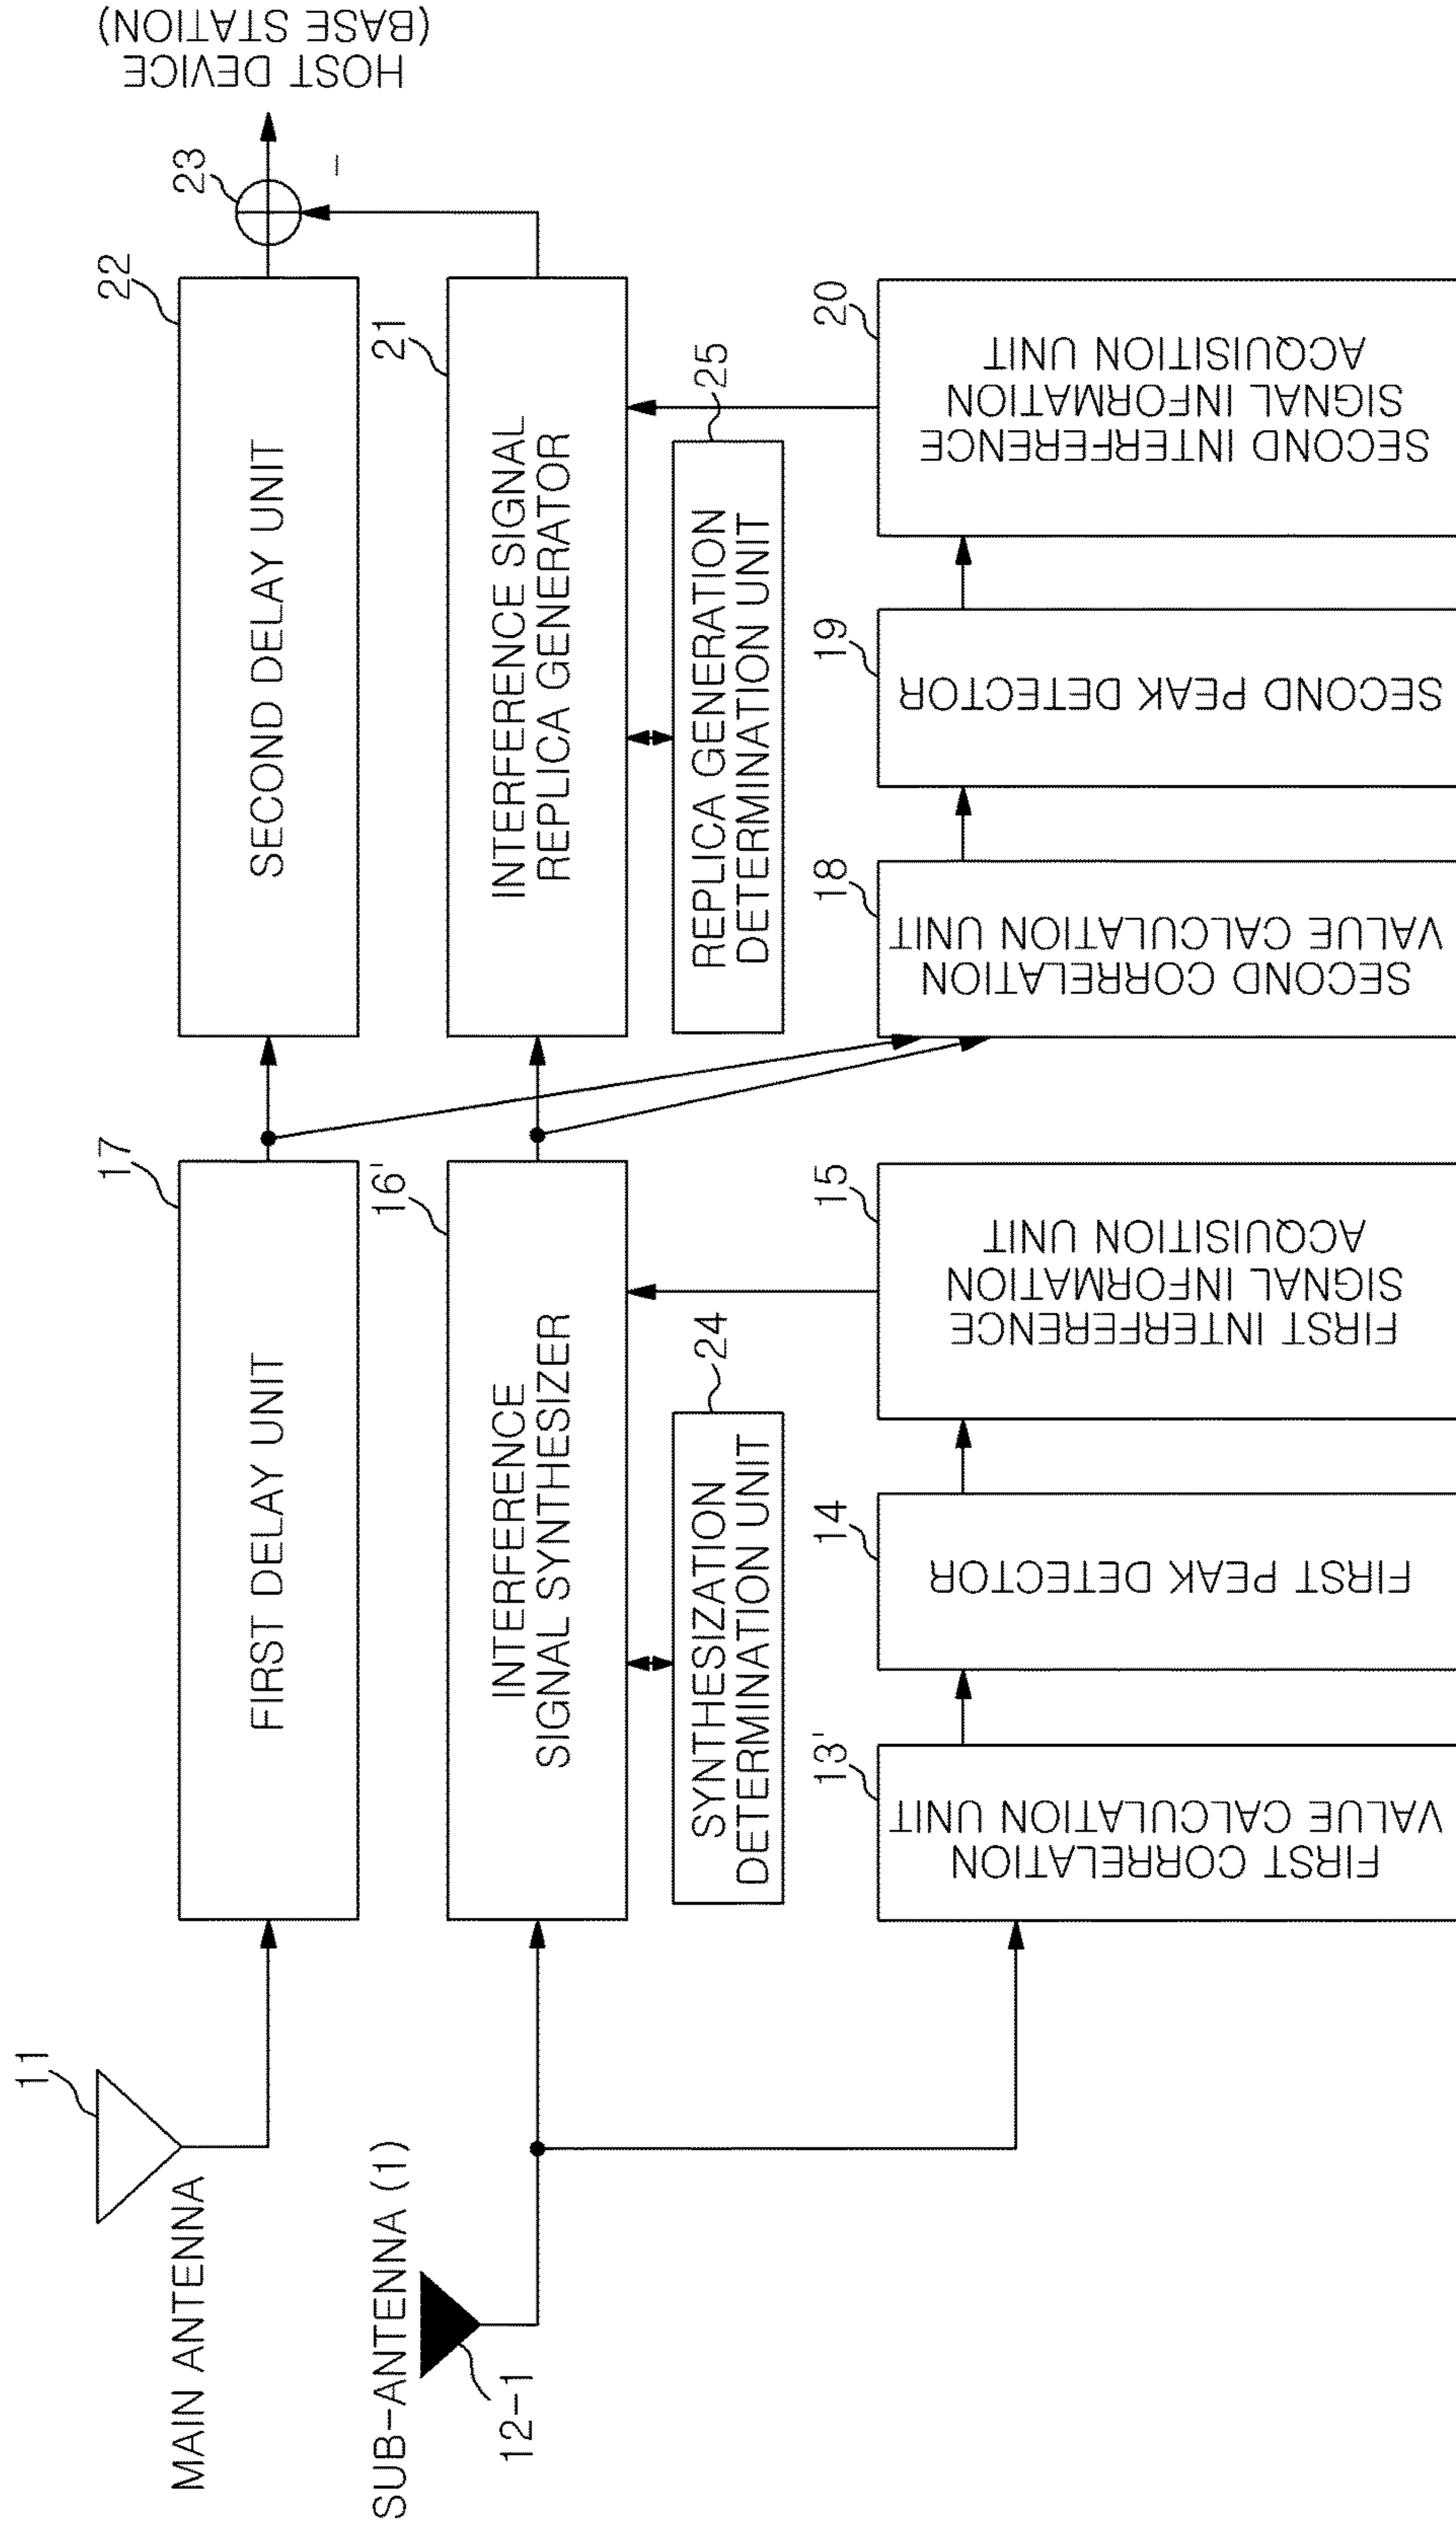 11
MAIN ANTENNA
SUB-ANTENNA (1)
12-1
17
FIRST DELAY UNIT
16'
INTERFERENCE
SIGNAL SYNTHESIZER
24
SYNTHESIZATION
DETERMINATION UNIT
13'
FIRST CORRELATION
VALUE CALCULATION UNIT
14
FIRST PEAK DETECTOR
15
FIRST INTERFERENCE
SIGNAL INFORMATION
ACQUISITION UNIT
22
SECOND DELAY UNIT
21
INTERFERENCE SIGNAL
REPLICA GENERATOR
25
REPLICA GENERATION
DETERMINATION UNIT
18
SECOND CORRELATION
VALUE CALCULATION UNIT
19
SECOND PEAK DETECTOR
20
SECOND INTERFERENCE
SIGNAL INFORMATION
ACQUISITION UNIT
23
−
HOST DEVICE
(BASE STATION)